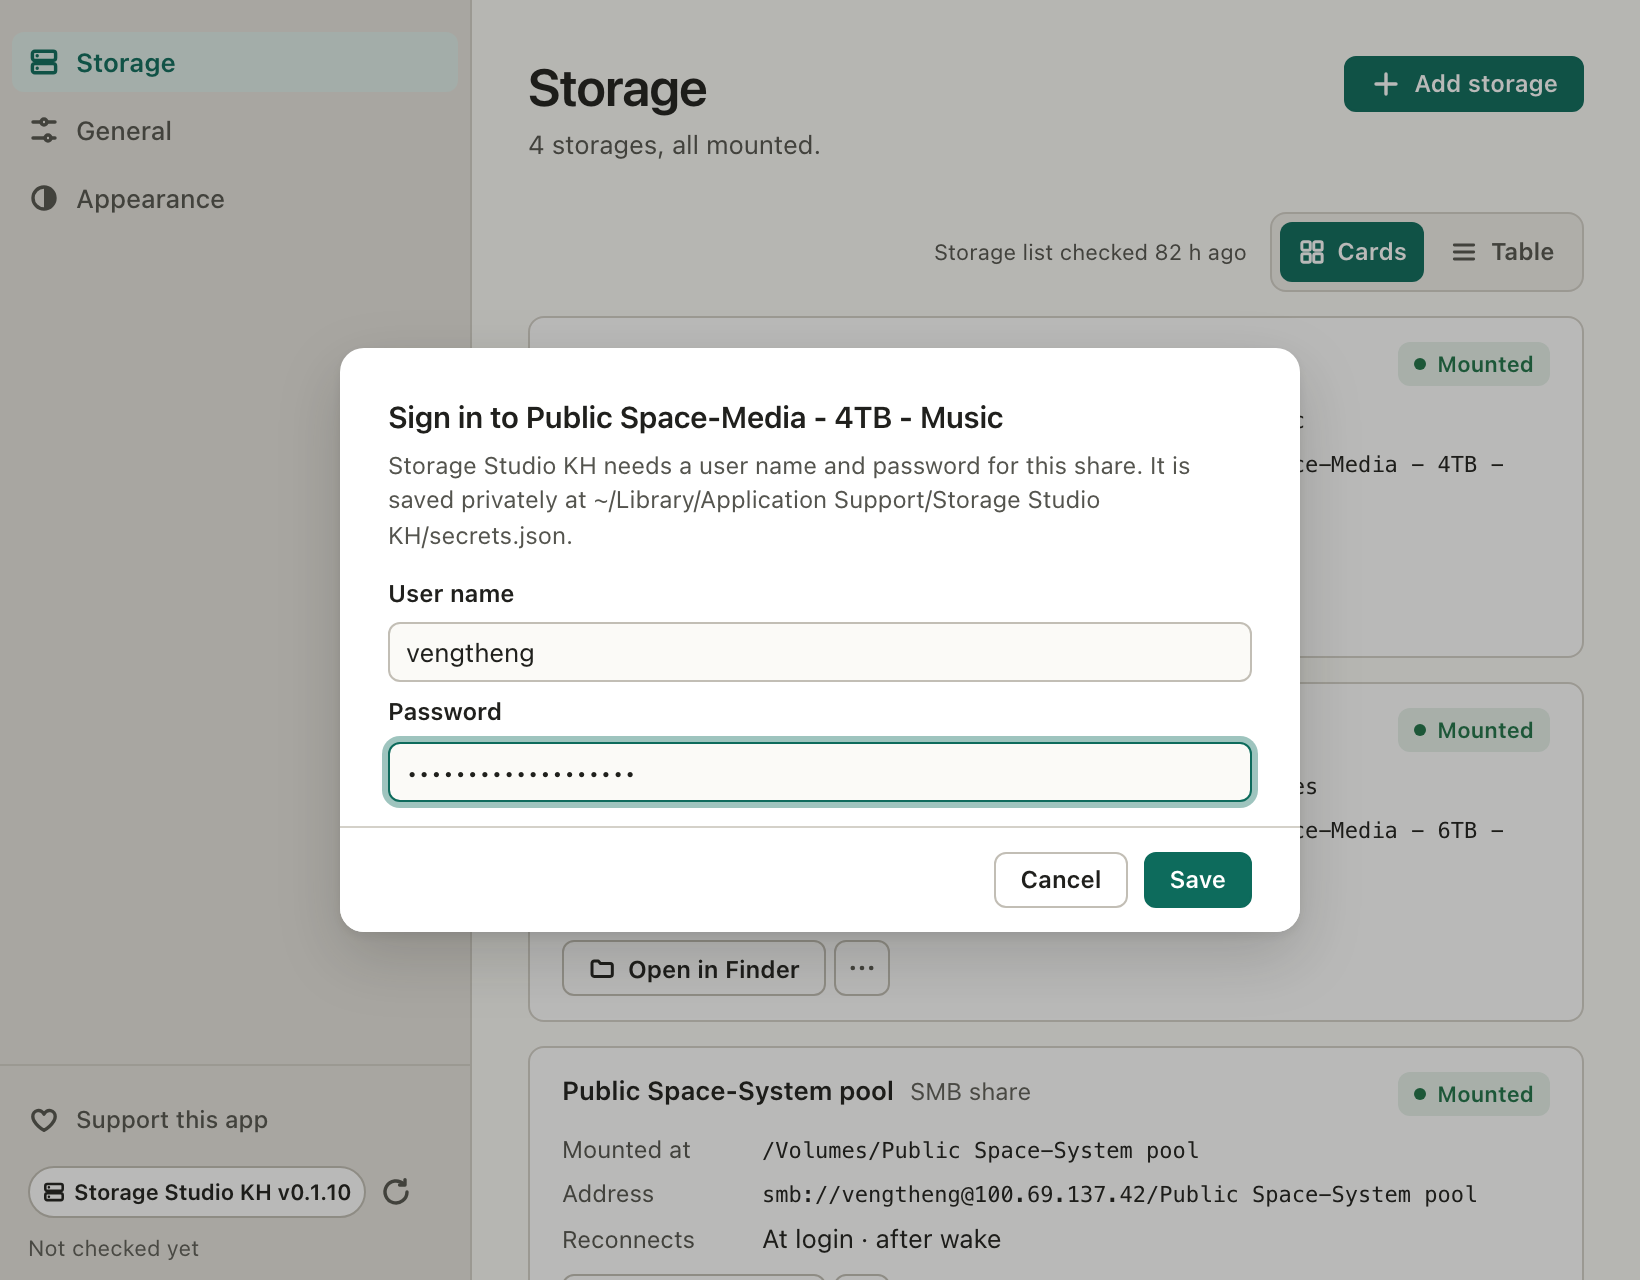 Storage
General
Appearance
Storage
4 storages, all mounted.
Add storage
Storage list checked 82 h ago
Cards
Table
Mounted
ce–Media – 4TB –
Sign in to Public Space-Media - 4TB - Music
Storage Studio KH needs a user name and password for this share. It is
saved privately at ~/Library/Application Support/Storage Studio
KH/secrets.json.
User name
vengtheng
Password
•••••••••••••••••••
Cancel
Save
Mounted
es
ce–Media – 6TB –
Open in Finder
Public Space-System pool SMB share
Mounted
Mounted at /Volumes/Public Space–System pool
Address smb://vengtheng@100.69.137.42/Public Space–System pool
Reconnects At login · after wake
Support this app
Storage Studio KH v0.1.10
Not checked yet